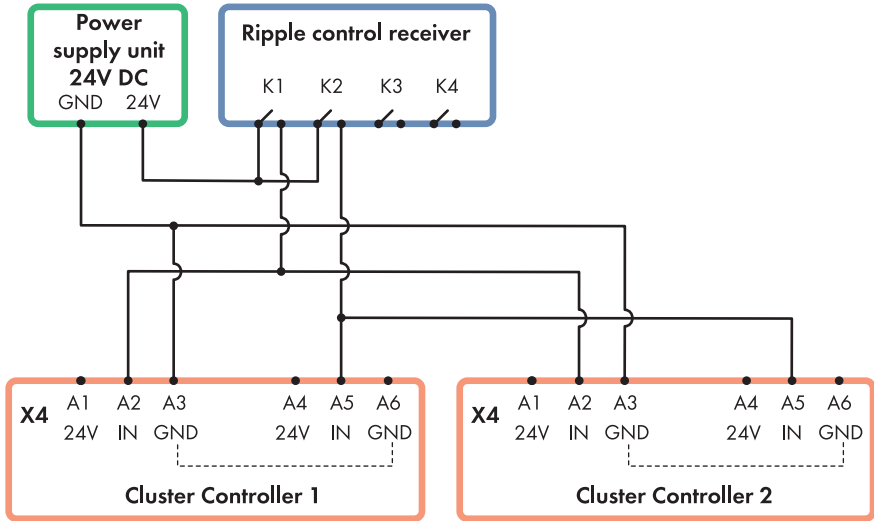 Power
supply unit
24V DC
GND 24V
Ripple control receiver
K1 K2 K3 K4
X4
A1 A2 A3 A4 A5 A6
24V IN GND 24V IN GND
Cluster Controller 1
X4
A1 A2 A3 A4 A5 A6
24V IN GND 24V IN GND
Cluster Controller 2